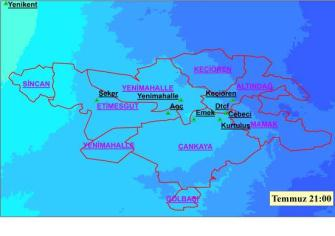 Yenikent
KEÇİÖREN
SİNCAN
YENİMAHALLE
ALTINDAĞ
Şeker
Yenimahalle
Keçiören
ETİMESGUT
Aoç
Dtcf
Emek
Cebeci
Kurtuluş
MAMAK
YENİMAHALLE
ÇANKAYA
GÖLBAŞI
Temmuz 21:00